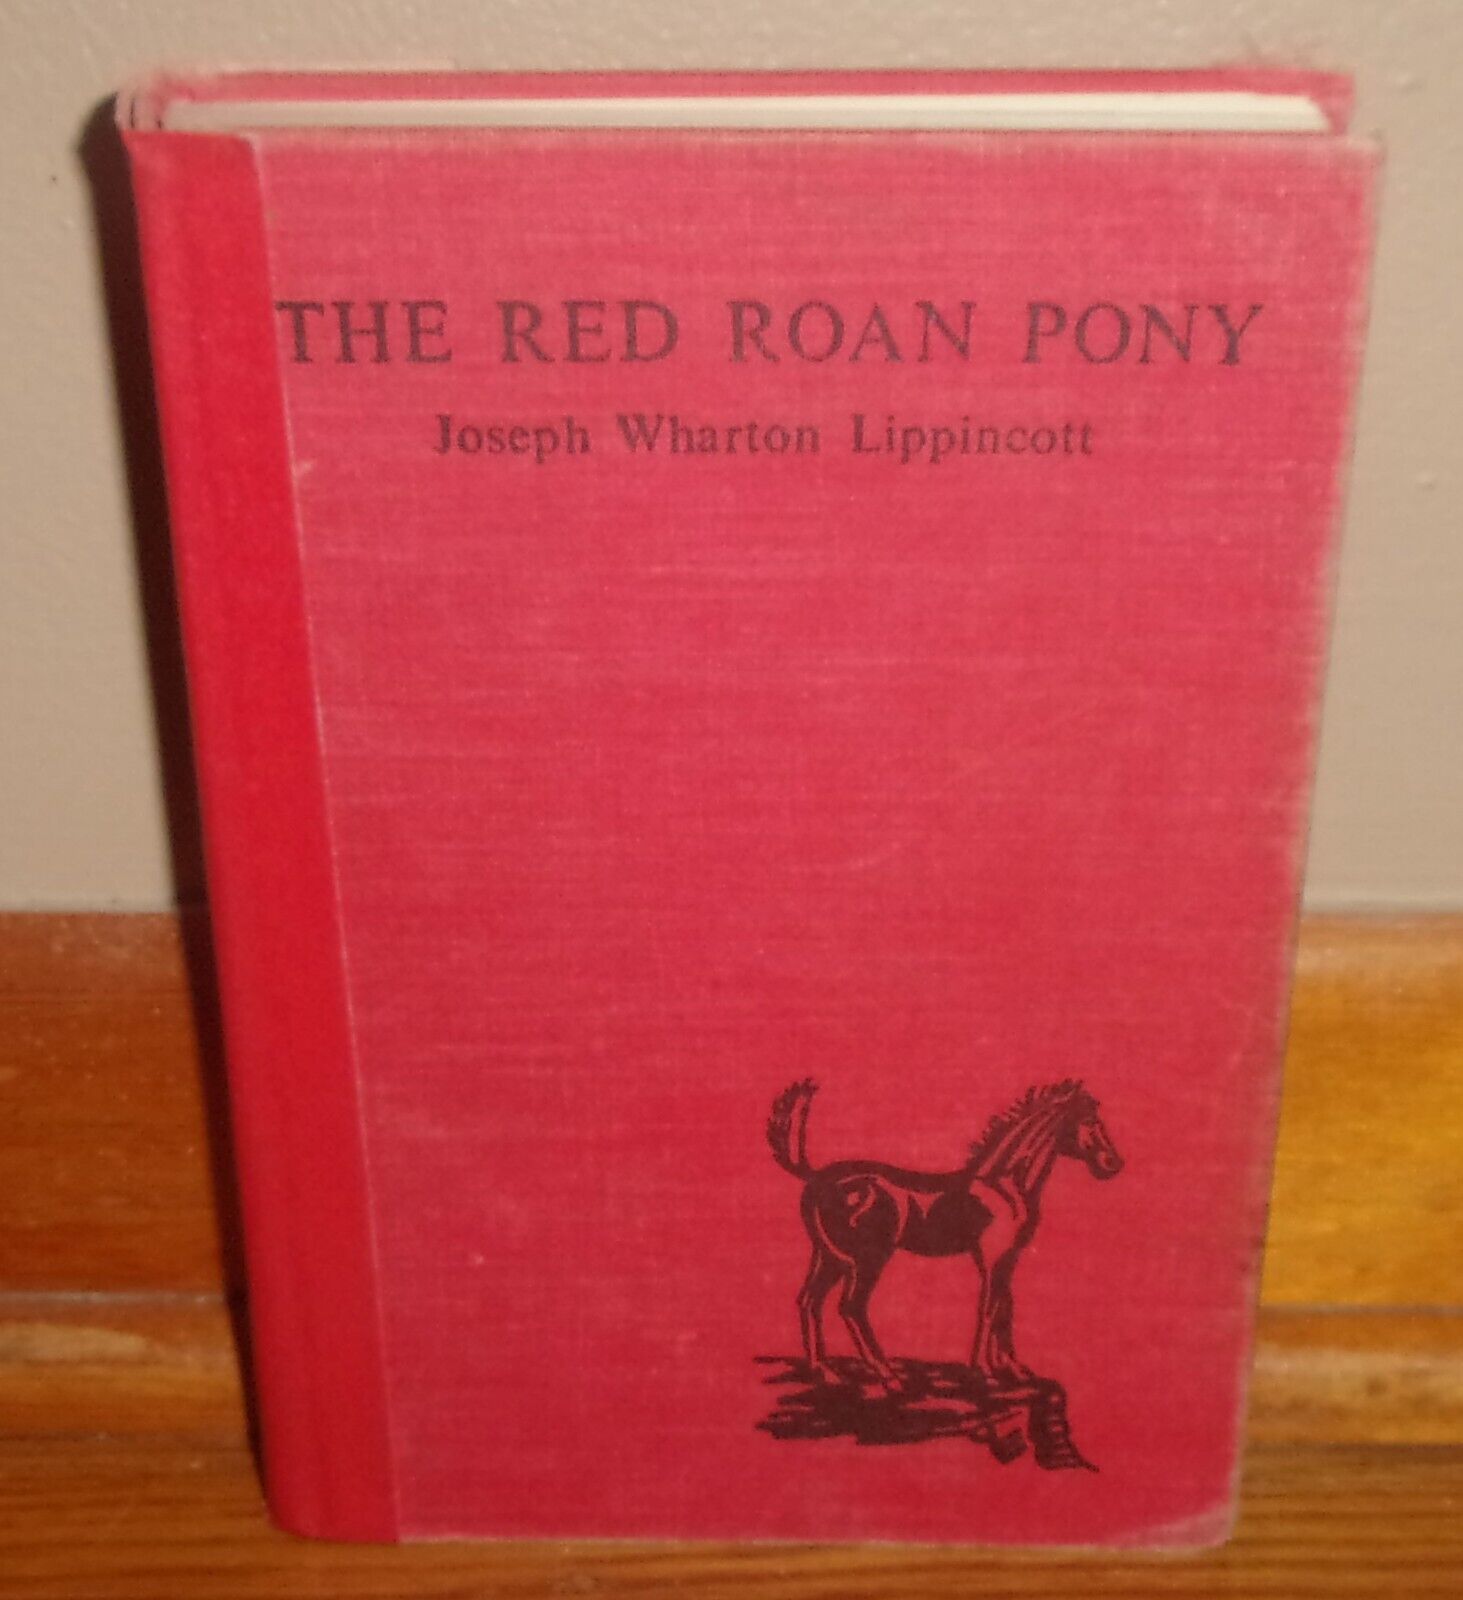 THE RED ROAN PONY
Joseph Wharton Lippincott